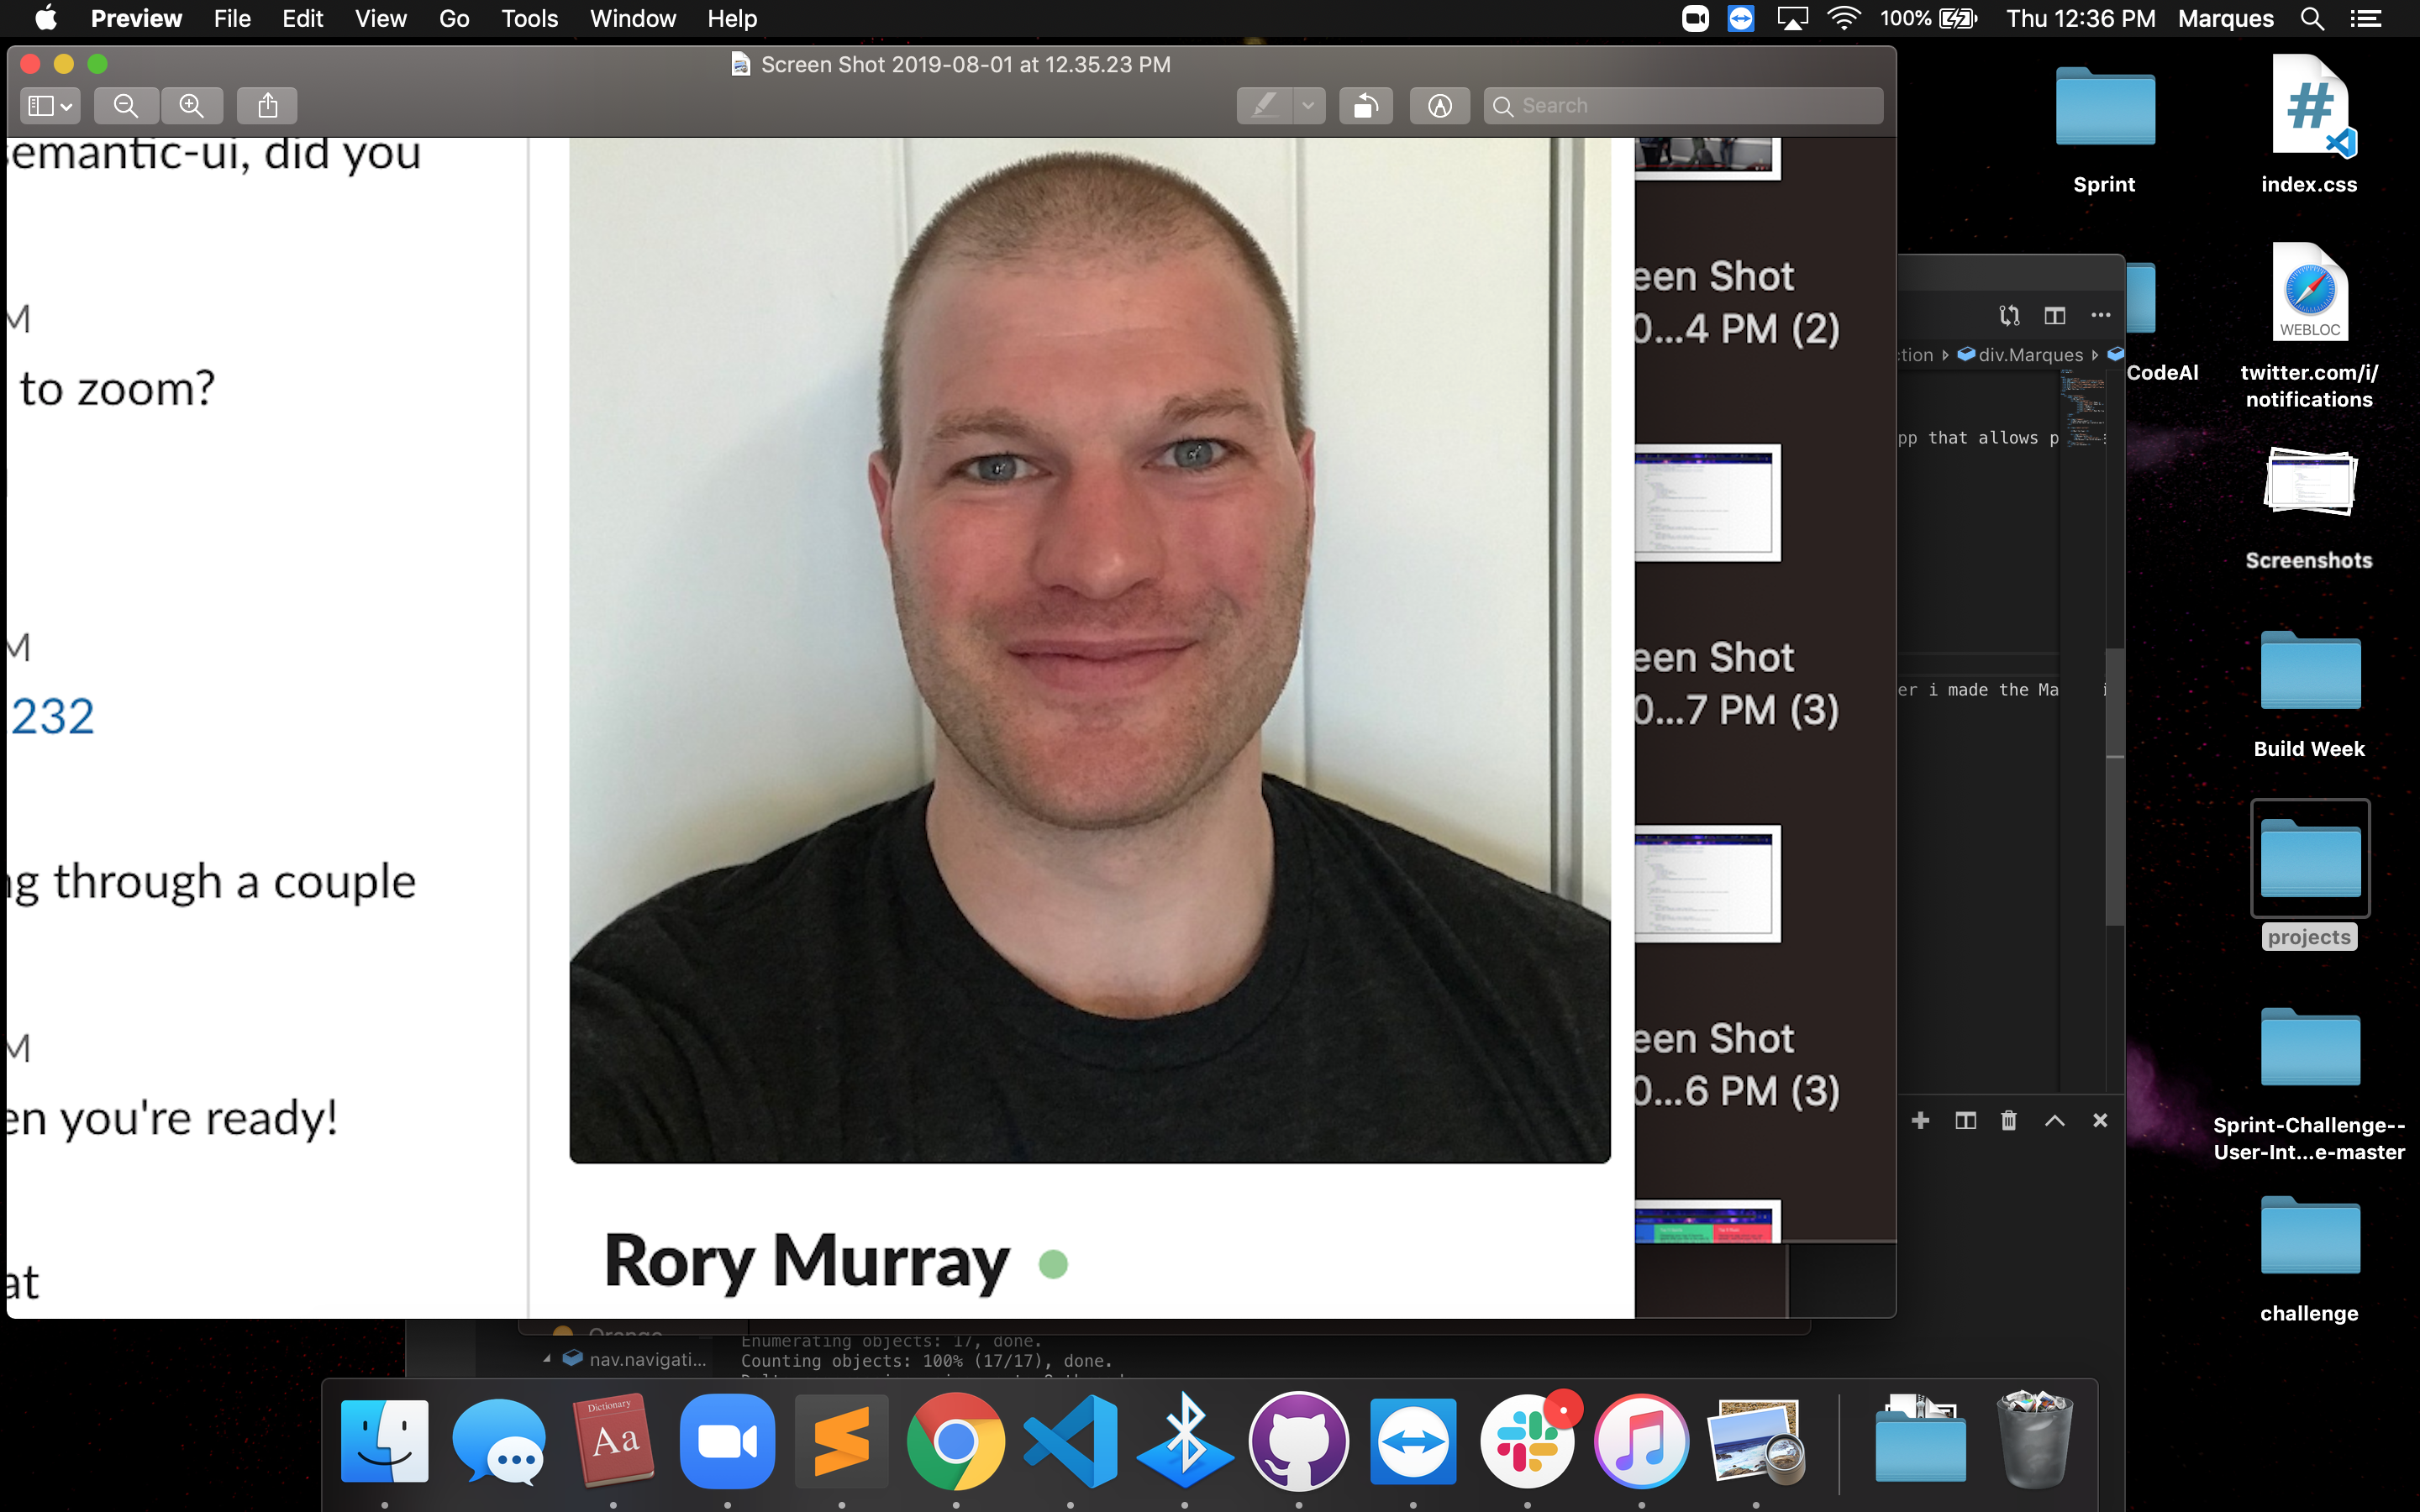 Preview File Edit View Go Tools Window Help 100% Thu 12:36 PM Marques
Screen Shot 2019-08-01 at 12.35.23 PM
Search
emantic-ui, did you
M
to zoom?
M
232
ng through a couple
M
en you're ready!
at
Rory Murray
een Shot
0...4 PM (2)
een Shot
0...7 PM (3)
een Shot
0...6 PM (3)
ction div.Marques
pp that allows p
er i made the Ma
Sprint
index.css
WEBLOC
CodeAl
twitter.com/i/
notifications
Screenshots
Build Week
projects
Sprint-Challenge--
User-Int...e-master
challenge
Orange
nav.navigati...
Enumerating objects: 17, done.
Counting objects: 100% (17/17), done.
Dictionary
Aa